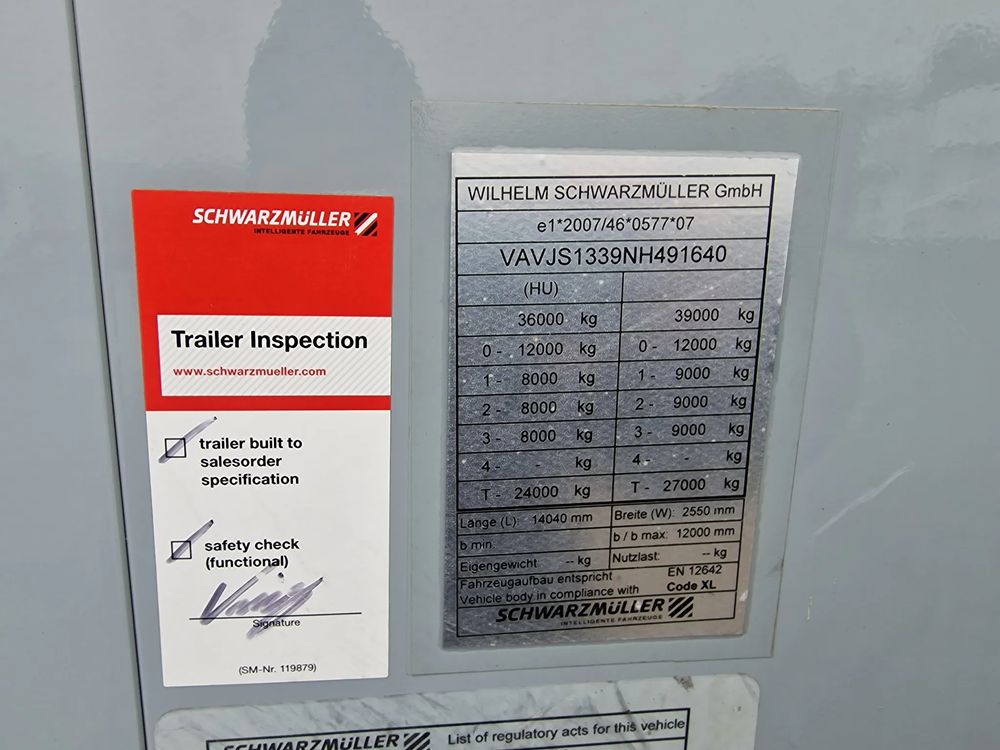 SCHWARZMÜLLER
INTELLIGENTE FAHRZEUGE
Trailer Inspection
www.schwarzmueller.com
trailer built to
salesorder
specification
safety check
(functional)
Signature
(SM-Nr. 119879)
WILHELM SCHWARZMÜLLER GmbH
e1*2007/46*0577*07
VAVJS1339NH491640
(HU)
36000 kg 39000 kg
0 - 12000 kg 0 - 12000 kg
1 - 8000 kg 1 - 9000 kg
2 - 8000 kg 2 - 9000 kg
3 - 8000 kg 3 - 9000 kg
4 - - kg 4 - - kg
T - 24000 kg T - 27000 kg
Länge (L): 14040 mm Breite (W): 2550 mm
b min: b / b max: 12000 mm
Eigengewicht: -- kg Nutzlast: -- kg
Fahrzeugaufbau entspricht EN 12642
Vehicle body in compliance with Code XL
SCHWARZMÜLLER
INTELLIGENTE FAHRZEUGE
SCHWARZMÜLLER List of regulatory acts for this vehicle